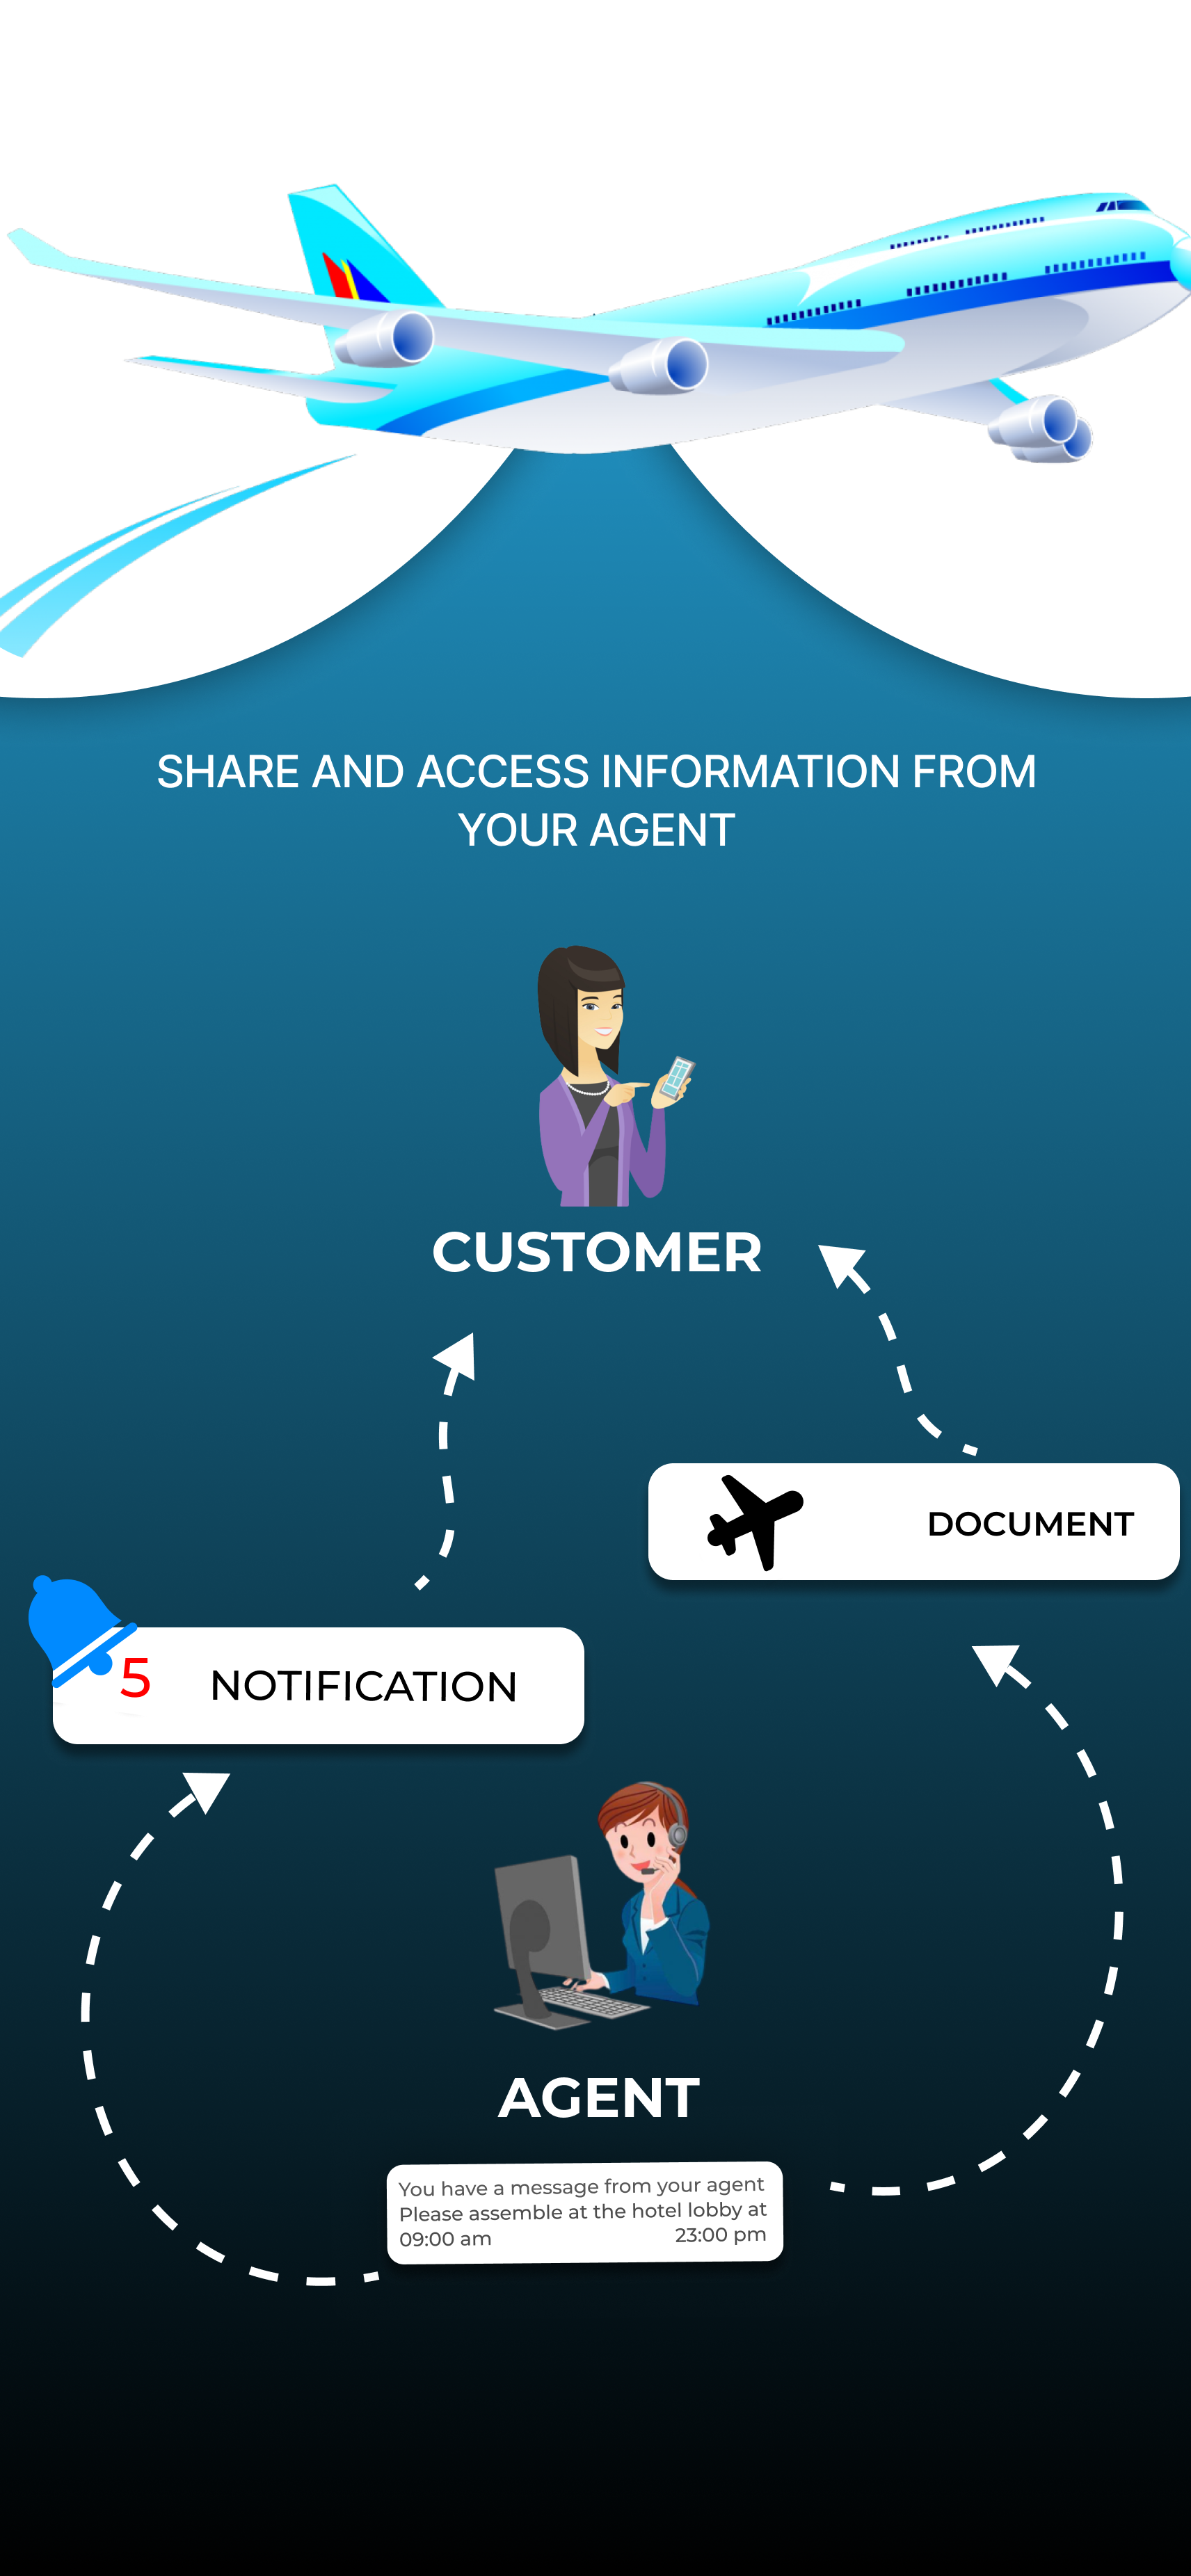 SHARE AND ACCESS INFORMATION FROM
YOUR AGENT
CUSTOMER
DOCUMENT
5 NOTIFICATION
AGENT
You have a message from your agent
Please assemble at the hotel lobby at
09:00 am 23:00 pm